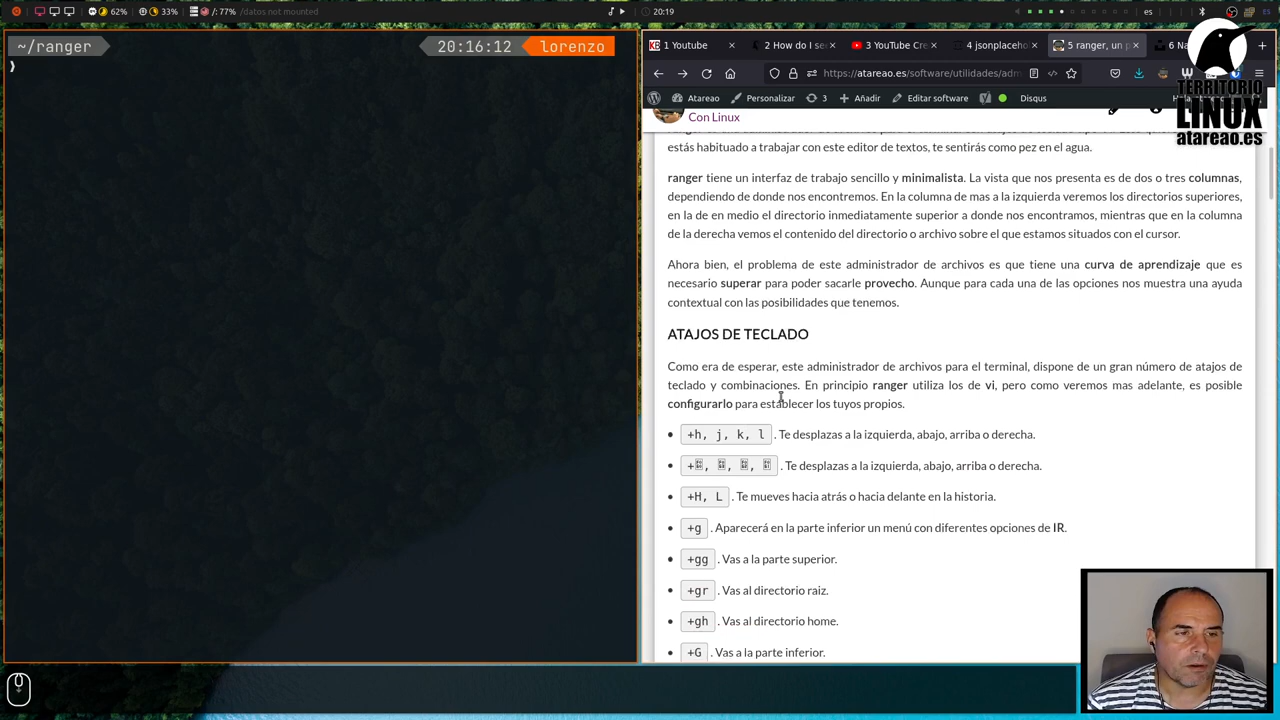 62% 33% /: 77% /datos not mounted 20:19 es ES
~/ranger 20:16:12 lorenzo
1 Youtube 2 How do I se 3 YouTube Cre 4 jsonplaceho 5 ranger, un p 6 Na
https://atareao.es/software/utilidades/adm
Atareao Personalizar 3 Añadir Editar software Disqus
TERRITORIO
LINUX
atareao.es
Con Linux
estás habituado a trabajar con este editor de textos, te sentirás como pez en el agua.
ranger tiene un interfaz de trabajo sencillo y minimalista. La vista que nos presenta es de dos o tres columnas,
dependiendo de donde nos encontremos. En la columna de mas a la izquierda veremos los directorios superiores,
en la de en medio el directorio inmediatamente superior a donde nos encontramos, mientras que en la columna
de la derecha vemos el contenido del directorio o archivo sobre el que estamos situados con el cursor.
Ahora bien, el problema de este administrador de archivos es que tiene una curva de aprendizaje que es
necesario superar para poder sacarle provecho. Aunque para cada una de las opciones nos muestra una ayuda
contextual con las posibilidades que tenemos.
ATAJOS DE TECLADO
Como era de esperar, este administrador de archivos para el terminal, dispone de un gran número de atajos de
teclado y combinaciones. En principio ranger utiliza los de vi, pero como veremos mas adelante, es posible
configurarlo para establecer los tuyos propios.
+h, j, k, l . Te desplazas a la izquierda, abajo, arriba o derecha.
. Te desplazas a la izquierda, abajo, arriba o derecha.
+H, L . Te mueves hacia atrás o hacia delante en la historia.
+g . Aparecerá en la parte inferior un menú con diferentes opciones de IR.
+gg . Vas a la parte superior.
+gr . Vas al directorio raiz.
+gh . Vas al directorio home.
+G . Vas a la parte inferior.